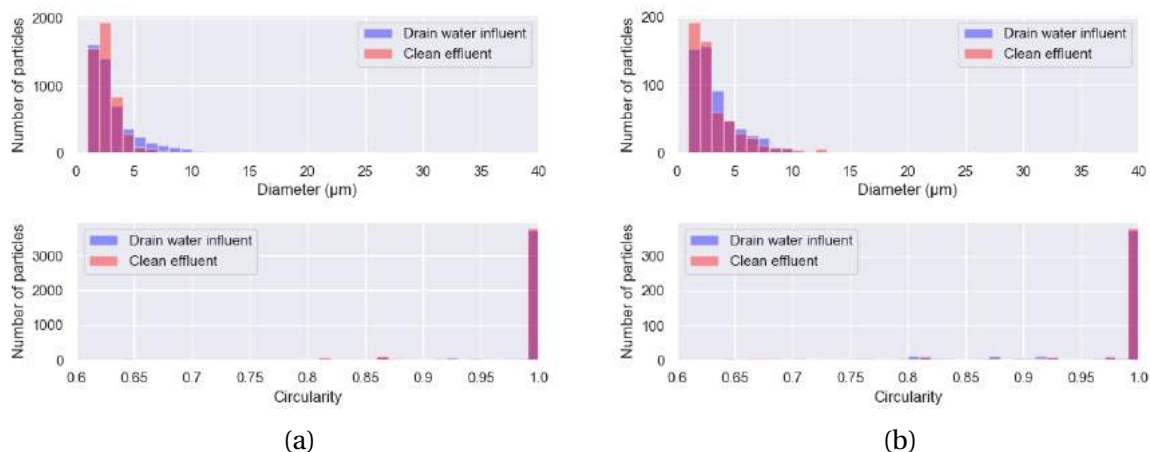 Number of particles
2000
1000
0
Drain water influent
Clean effluent
0 5 10 15 20 25 30 35 40
Diameter (μm)
Number of particles
200
150
100
50
0
Drain water influent
Clean effluent
0 5 10 15 20 25 30 35 40
Diameter (μm)
Number of particles
3000
2000
1000
0
Drain water influent
Clean effluent
0.6 0.65 0.7 0.75 0.8 0.85 0.9 0.95 1.0
Circularity
(a)
Number of particles
300
200
100
0
Drain water influent
Clean effluent
0.6 0.65 0.7 0.75 0.8 0.85 0.9 0.95 1.0
Circularity
(b)